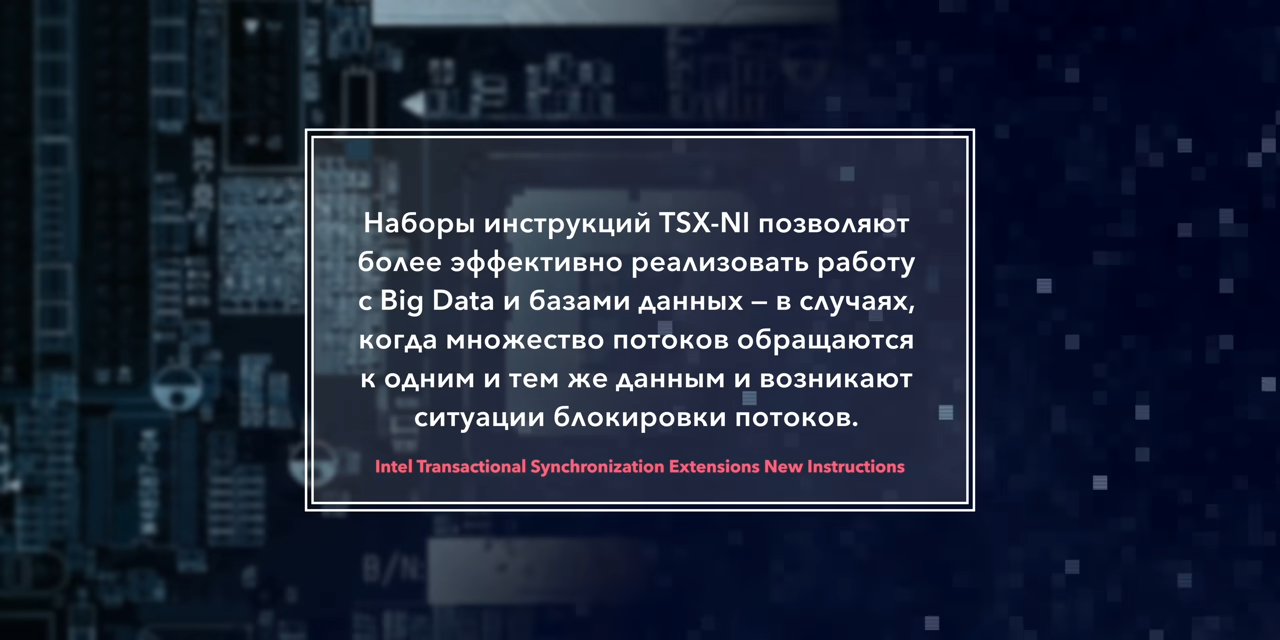 Наборы инструкций TSX-NI позволяют
более эффективно реализовать работу
с Big Data и базами данных – в случаях,
когда множество потоков обращаются
к одним и тем же данным и возникают
ситуации блокировки потоков.
Intel Transactional Synchronization Extensions New Instructions
B/N: